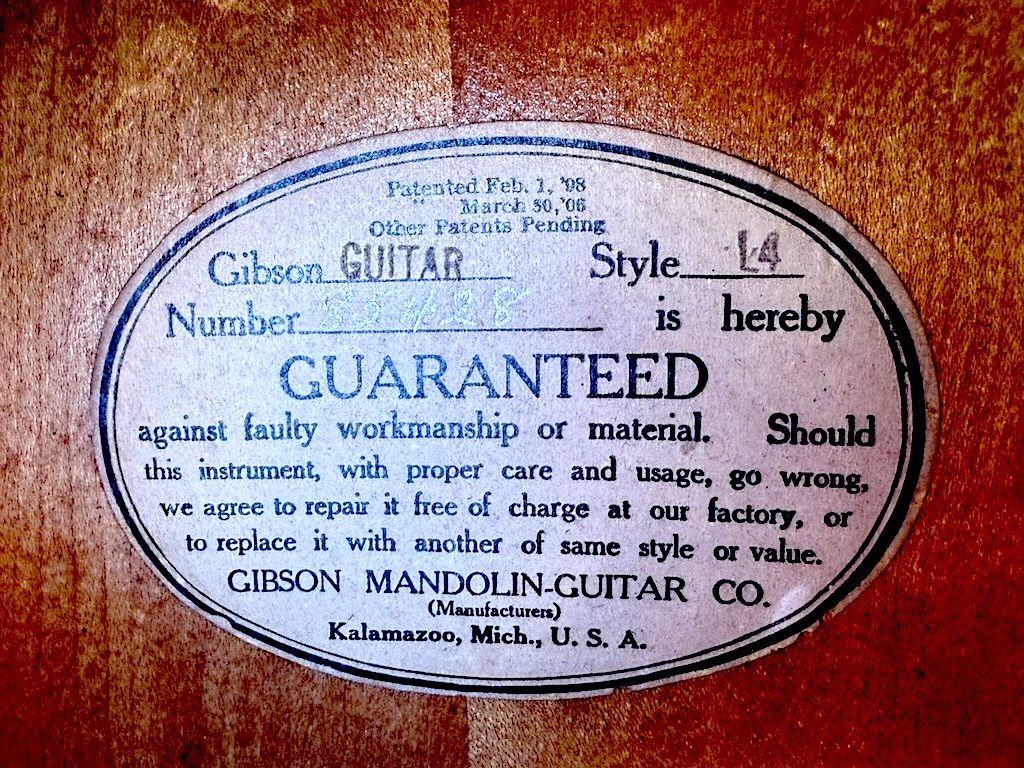 Patented Feb. 1, '98
" March 30, '06
Other Patents Pending
Gibson GUITAR Style L4
Number 85428 is hereby
GUARANTEED
against faulty workmanship or material. Should
this instrument, with proper care and usage, go wrong,
we agree to repair it free of charge at our factory, or
to replace it with another of same style or value.
GIBSON MANDOLIN-GUITAR CO.
(Manufacturers)
Kalamazoo, Mich., U. S. A.